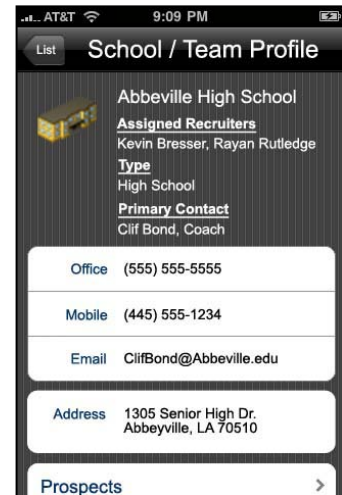 AT&T 9:09 PM
List School / Team Profile
Abbeville High School
Assigned Recruiters
Kevin Bresser, Rayan Rutledge
Type
High School
Primary Contact
Clif Bond, Coach
Office (555) 555-5555
Mobile (445) 555-1234
Email ClifBond@Abbeville.edu
Address 1305 Senior High Dr.
Abbeyville, LA 70510
Prospects